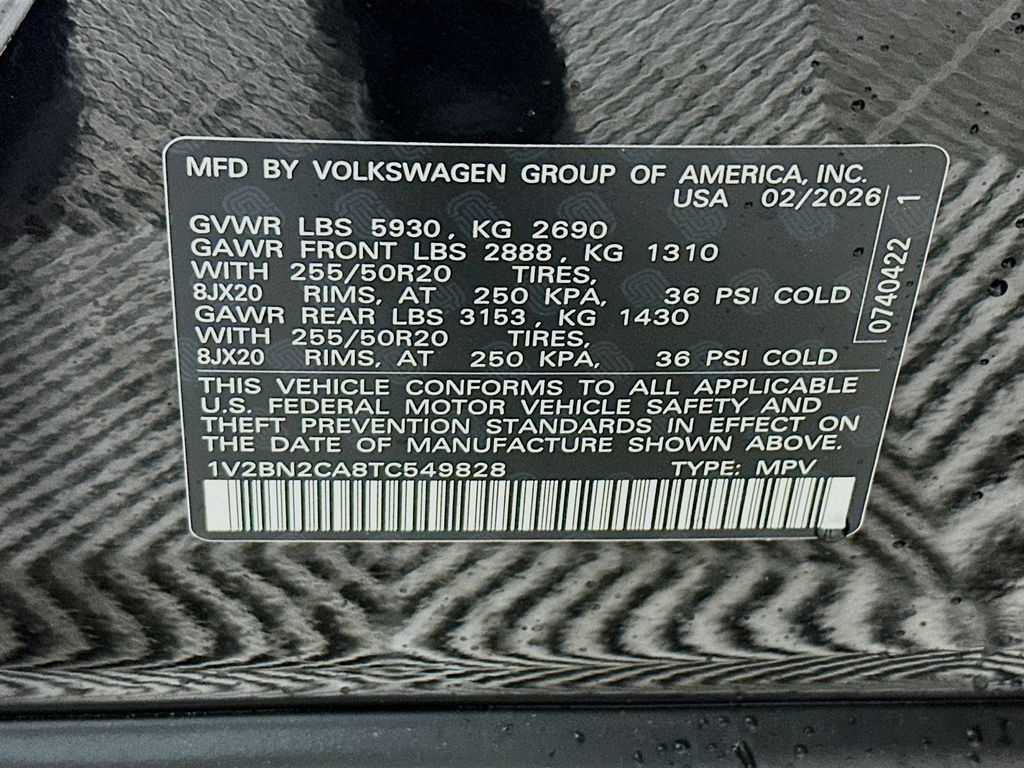 MFD BY VOLKSWAGEN GROUP OF AMERICA, INC.
USA 02/2026
GVWR LBS 5930, KG 2690
GAWR FRONT LBS 2888, KG 1310
WITH 255/50R20 TIRES,
8JX20 RIMS, AT 250 KPA, 36 PSI COLD
GAWR REAR LBS 3153, KG 1430
WITH 255/50R20 TIRES,
8JX20 RIMS, AT 250 KPA, 36 PSI COLD
0740422 1
THIS VEHICLE CONFORMS TO ALL APPLICABLE
U.S. FEDERAL MOTOR VEHICLE SAFETY AND
THEFT PREVENTION STANDARDS IN EFFECT ON
THE DATE OF MANUFACTURE SHOWN ABOVE.
1V2BN2CA8TC549828 TYPE: MPV